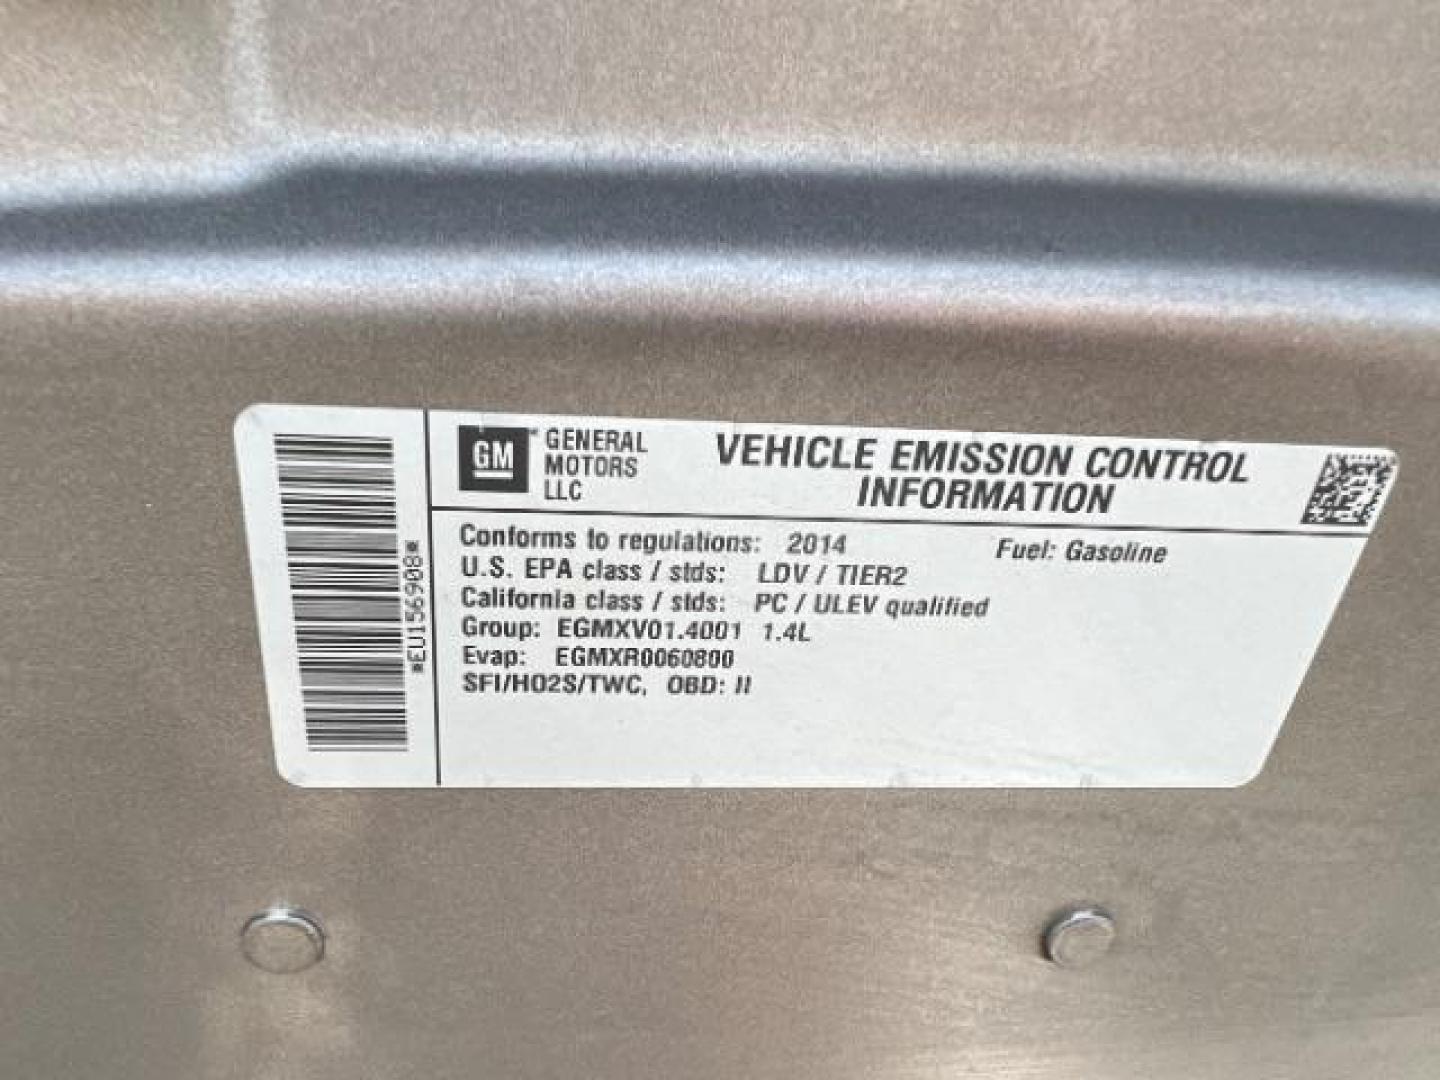 *EU156908*
GM GENERAL MOTORS LLC
VEHICLE EMISSION CONTROL
INFORMATION
Conforms to regulations: 2014 Fuel: Gasoline
U.S. EPA class / stds: LDV / TIER2
California class / stds: PC / ULEV qualified
Group: EGMXV01.4001 1.4L
Evap: EGMXR0060800
SFI/HO2S/TWC, OBD: II